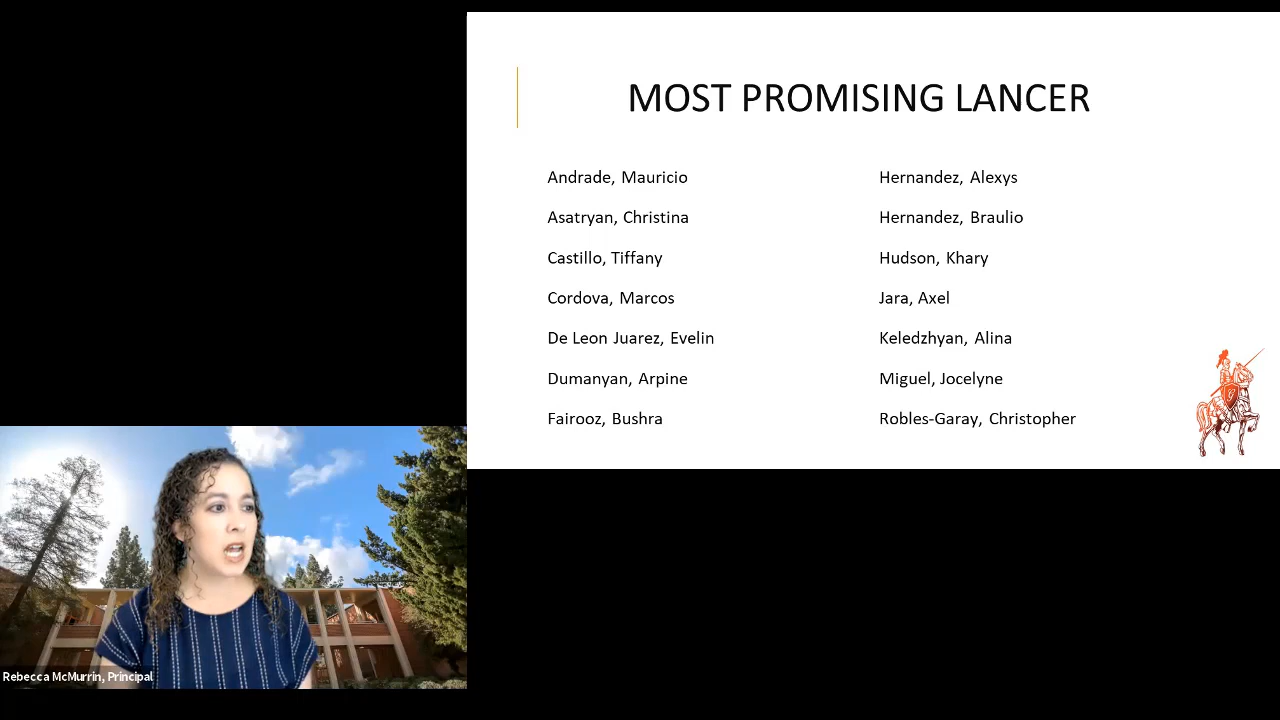 MOST PROMISING LANCER
Andrade, Mauricio
Asatryan, Christina
Castillo, Tiffany
Cordova, Marcos
De Leon Juarez, Evelin
Dumanyan, Arpine
Fairooz, Bushra
Hernandez, Alexys
Hernandez, Braulio
Hudson, Khary
Jara, Axel
Keledzhyan, Alina
Miguel, Jocelyne
Robles-Garay, Christopher
Rebecca McMurrin, Principal